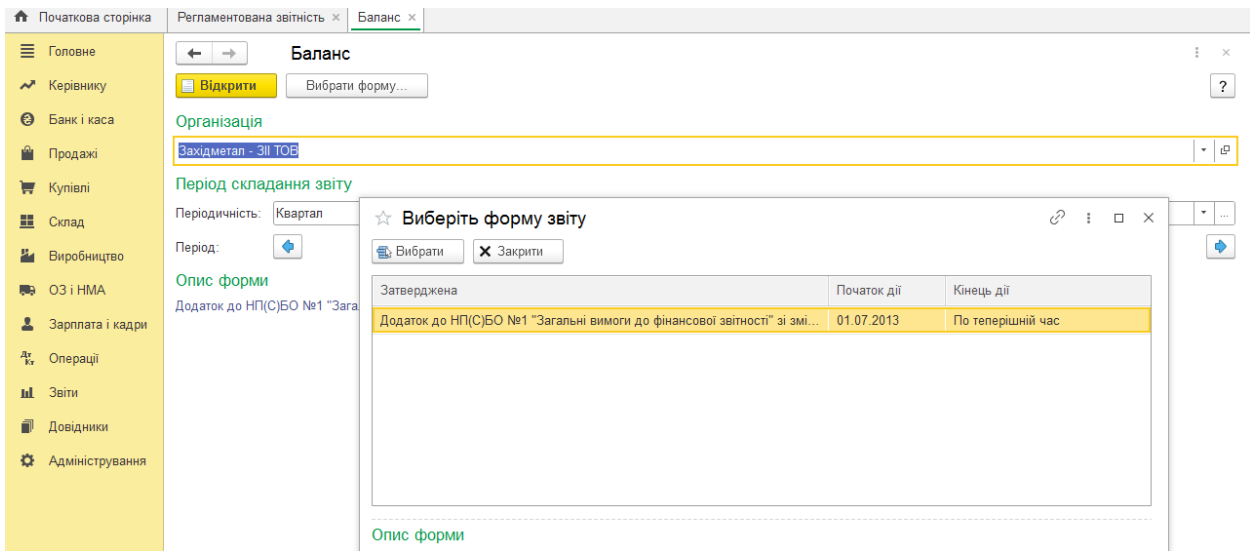 Початкова сторінка
Регламентована звітність ×
Баланс ×
Головне
Керівнику
Банк і каса
Продажі
Купівлі
Склад
Виробництво
ОЗ і НМА
Зарплата і кадри
Операції
Звіти
Довідники
Адміністрування
Баланс
Відкрити
Вибрати форму...
?
Організація
Західметал - ЗІІ ТОВ
Період складання звіту
Періодичність: Квартал
Період:
Опис форми
Додаток до НП(С)БО №1 "Зага
Виберіть форму звіту
Вибрати
Закрити
Затверджена Початок дії Кінець дії
Додаток до НП(С)БО №1 "Загальні вимоги до фінансової звітності" зі змі... 01.07.2013 По теперішній час
Опис форми